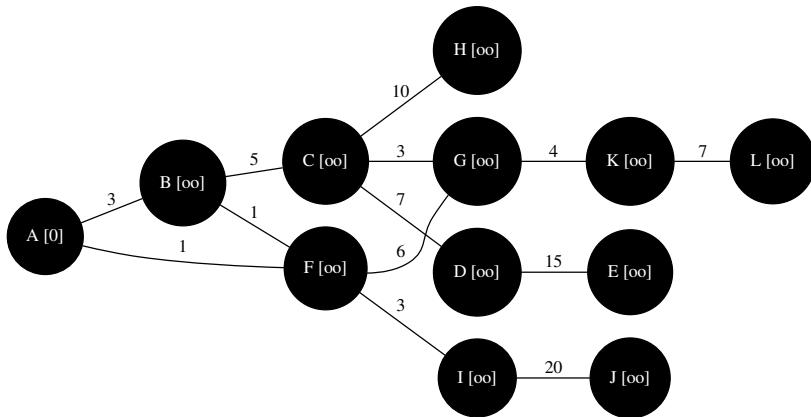 H [oo]
10
C [oo]
3
G [oo]
4
K [oo]
7
L [oo]
5
B [oo]
3
7
1
A [0]
1
6
F [oo]
D [oo]
15
E [oo]
3
I [oo]
20
J [oo]